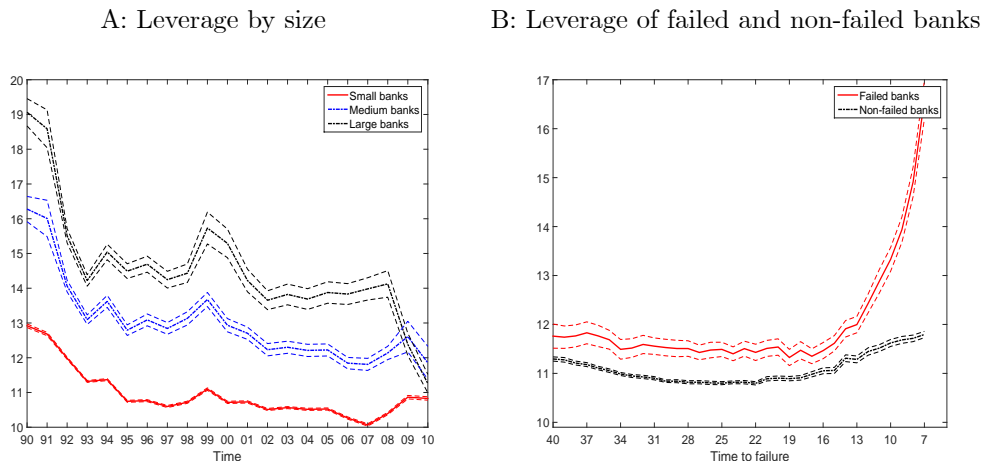 A: Leverage by size
20
19
18
17
16
15
14
13
12
11
10
90 91 92 93 94 95 96 97 98 99 00 01 02 03 04 05 06 07 08 09 10
Time
Small banks
Medium banks
Large banks
B: Leverage of failed and non-failed banks
17
16
15
14
13
12
11
10
40 37 34 31 28 25 22 19 16 13 10 7
Time to failure
Failed banks
Non-failed banks